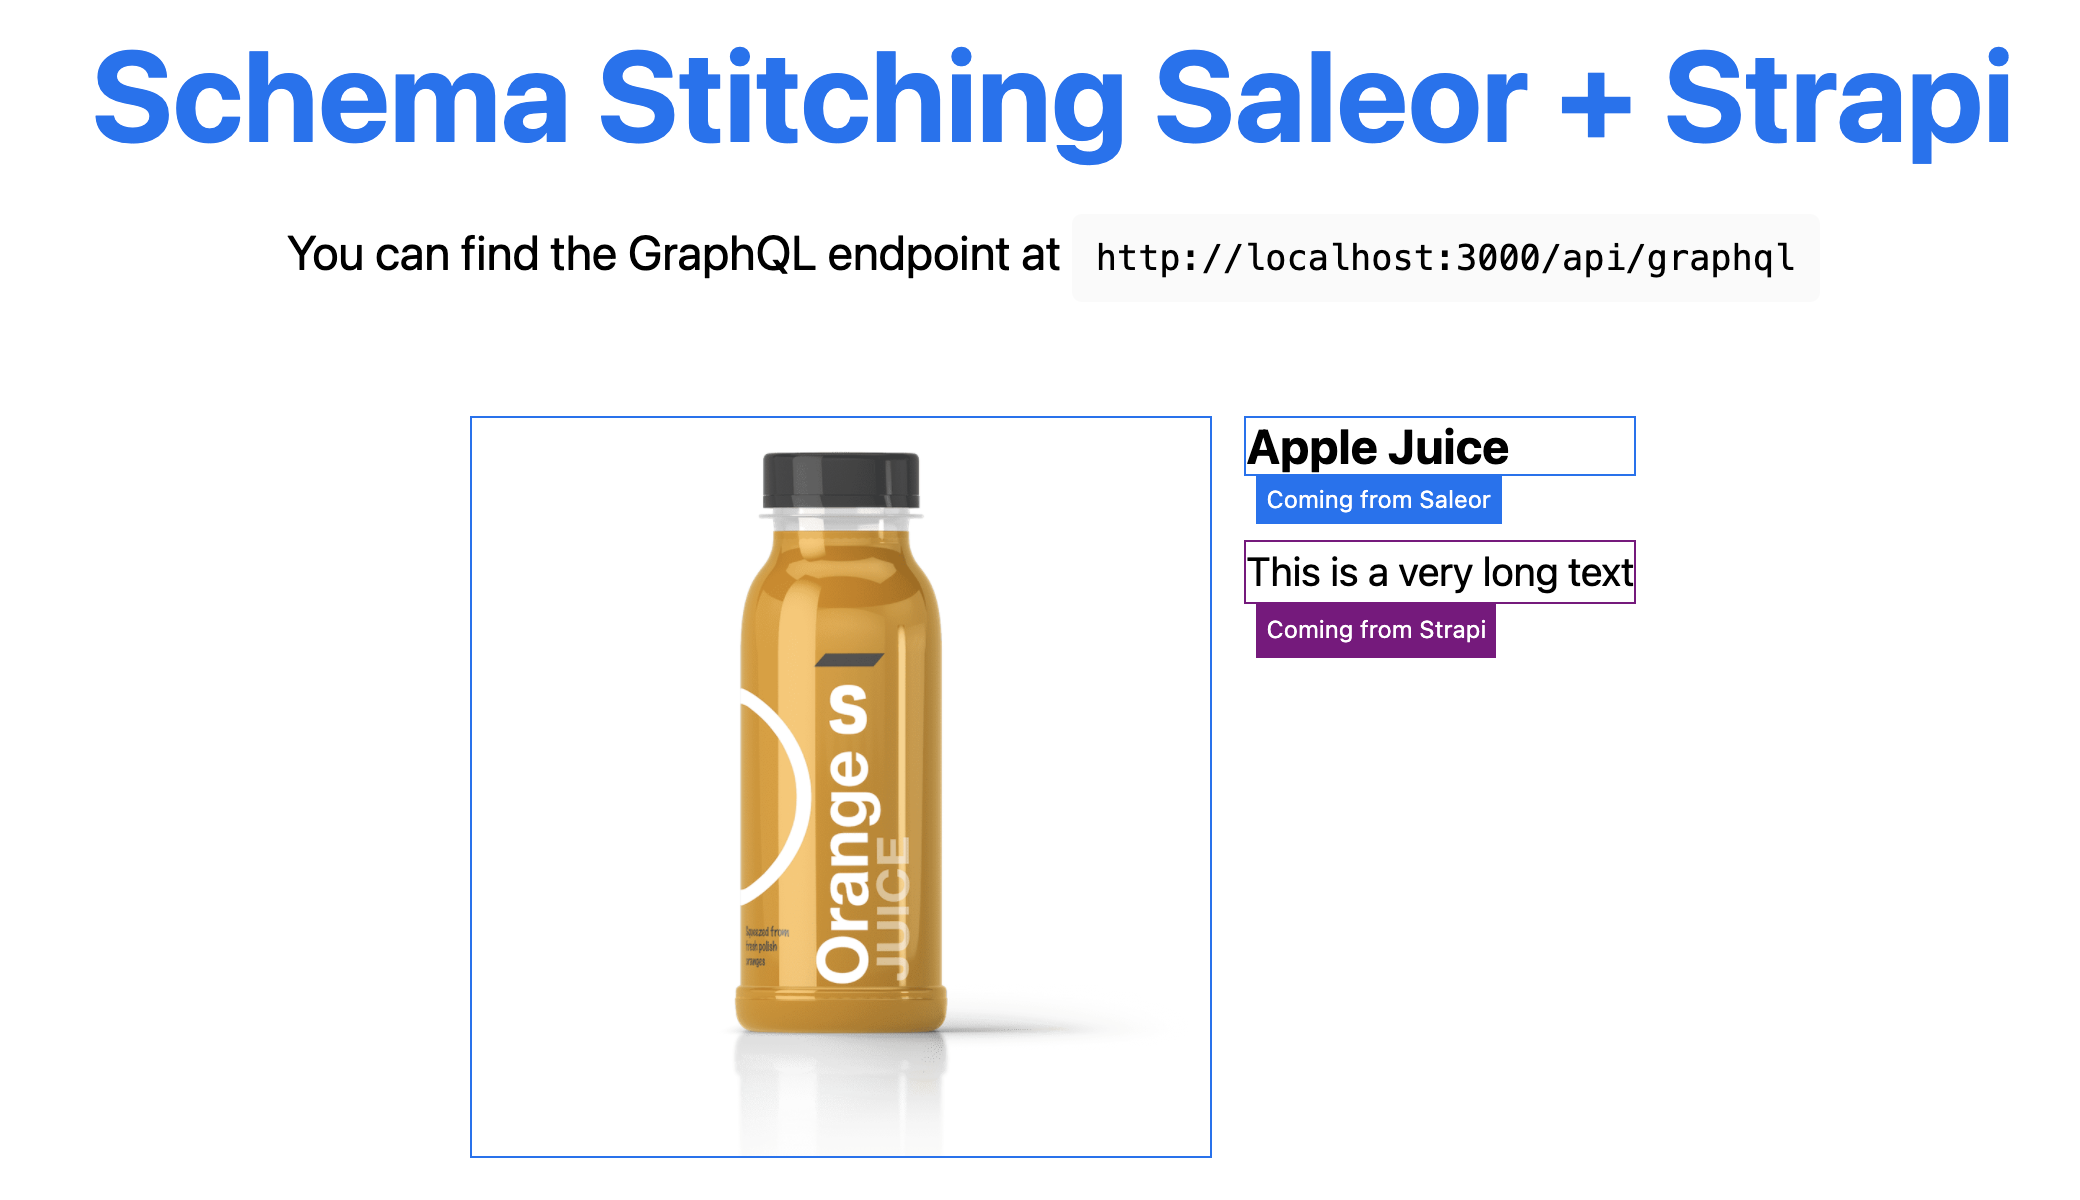 Schema Stitching Saleor + Strapi
You can find the GraphQL endpoint at http://localhost:3000/api/graphql
Apple Juice
Coming from Saleor
This is a very long text
Coming from Strapi
Orange s
JUICE
Squeezed from
fresh polish
oranges